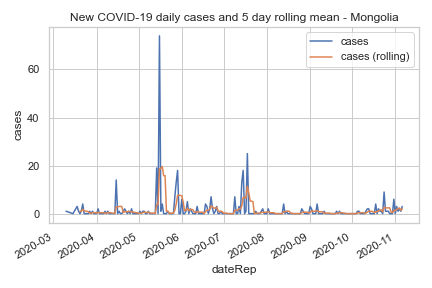 New COVID-19 daily cases and 5 day rolling mean - Mongolia
cases
cases (rolling)
60
40
20
0
cases
2020-03
2020-04
2020-05
2020-06
2020-07
2020-08
2020-09
2020-10
2020-11
dateRep